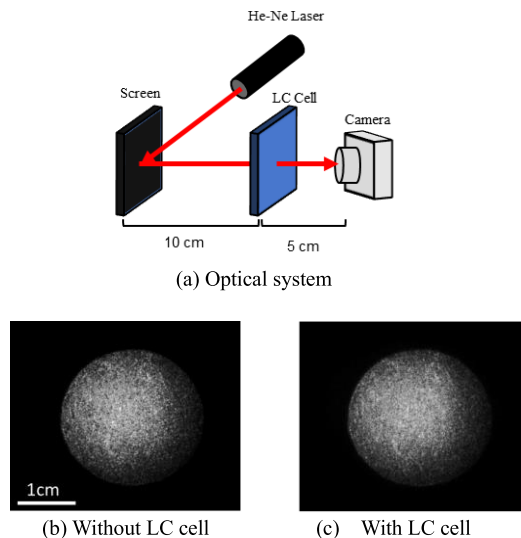 He-Ne Laser
Screen
LC Cell
Camera
10 cm
5 cm
(a) Optical system
1cm
(b) Without LC cell
(c) With LC cell